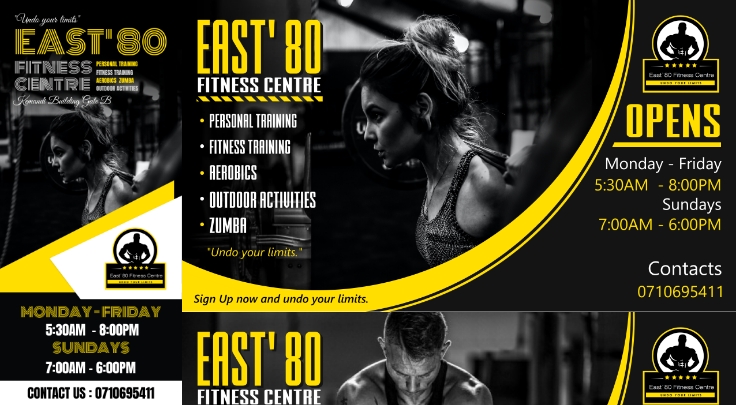 "Undo your limits"
EAST'80
FITNESS
CENTRE
PERSONAL TRAINING
FITNESS TRAINING
AEROBICS ZUMBA
OUTDOOR ACTIVITIES
Kemandi Building Gate B
East 80 Fitness Centre
UNDO YOUR LIMITS
MONDAY-FRIDAY
5:30AM - 8:00PM
SUNDAYS
7:00AM - 6:00PM
CONTACT US : 0710695411
EAST' 80
FITNESS CENTRE
• PERSONAL TRAINING
• FITNESS TRAINING
• AEROBICS
• OUTDOOR ACTIVITIES
• ZUMBA
"Undo your limits."
Sign Up now and undo your limits.
East 80 Fitness Centre
UNDO YOUR LIMITS
OPENS
Monday - Friday
5:30AM - 8:00PM
Sundays
7:00AM - 6:00PM
Contacts
0710695411
EAST' 80
FITNESS CENTRE
East 80 Fitness Centre
UNDO YOUR LIMITS